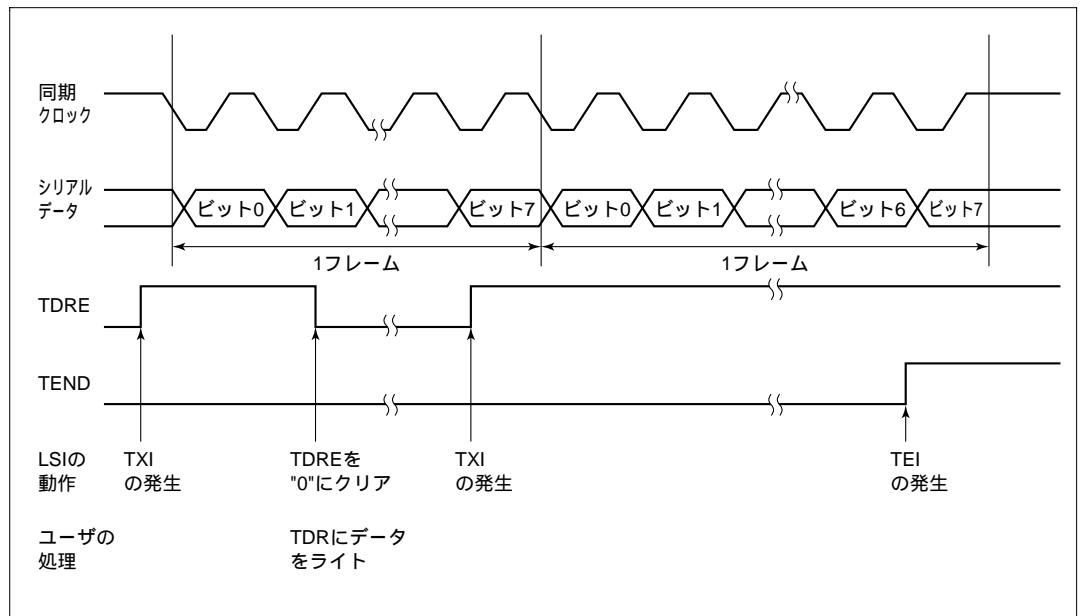 同期
クロック
シリアル
データ
ビット0 ビット1 ビット7 ビット0 ビット1 ビット6 ビット7
1フレーム 1フレーム
TDRE
TEND
LSIの
動作
TXI
の発生
TDREを
"0"にクリア
TXI
の発生
TEI
の発生
ユーザの
処理
TDRにデータ
をライト